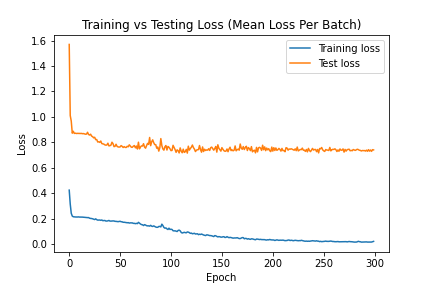 Training vs Testing Loss (Mean Loss Per Batch)
Training loss
Test loss
1.6
1.4
1.2
1.0
0.8
0.6
0.4
0.2
0.0
Loss
0 50 100 150 200 250 300
Epoch